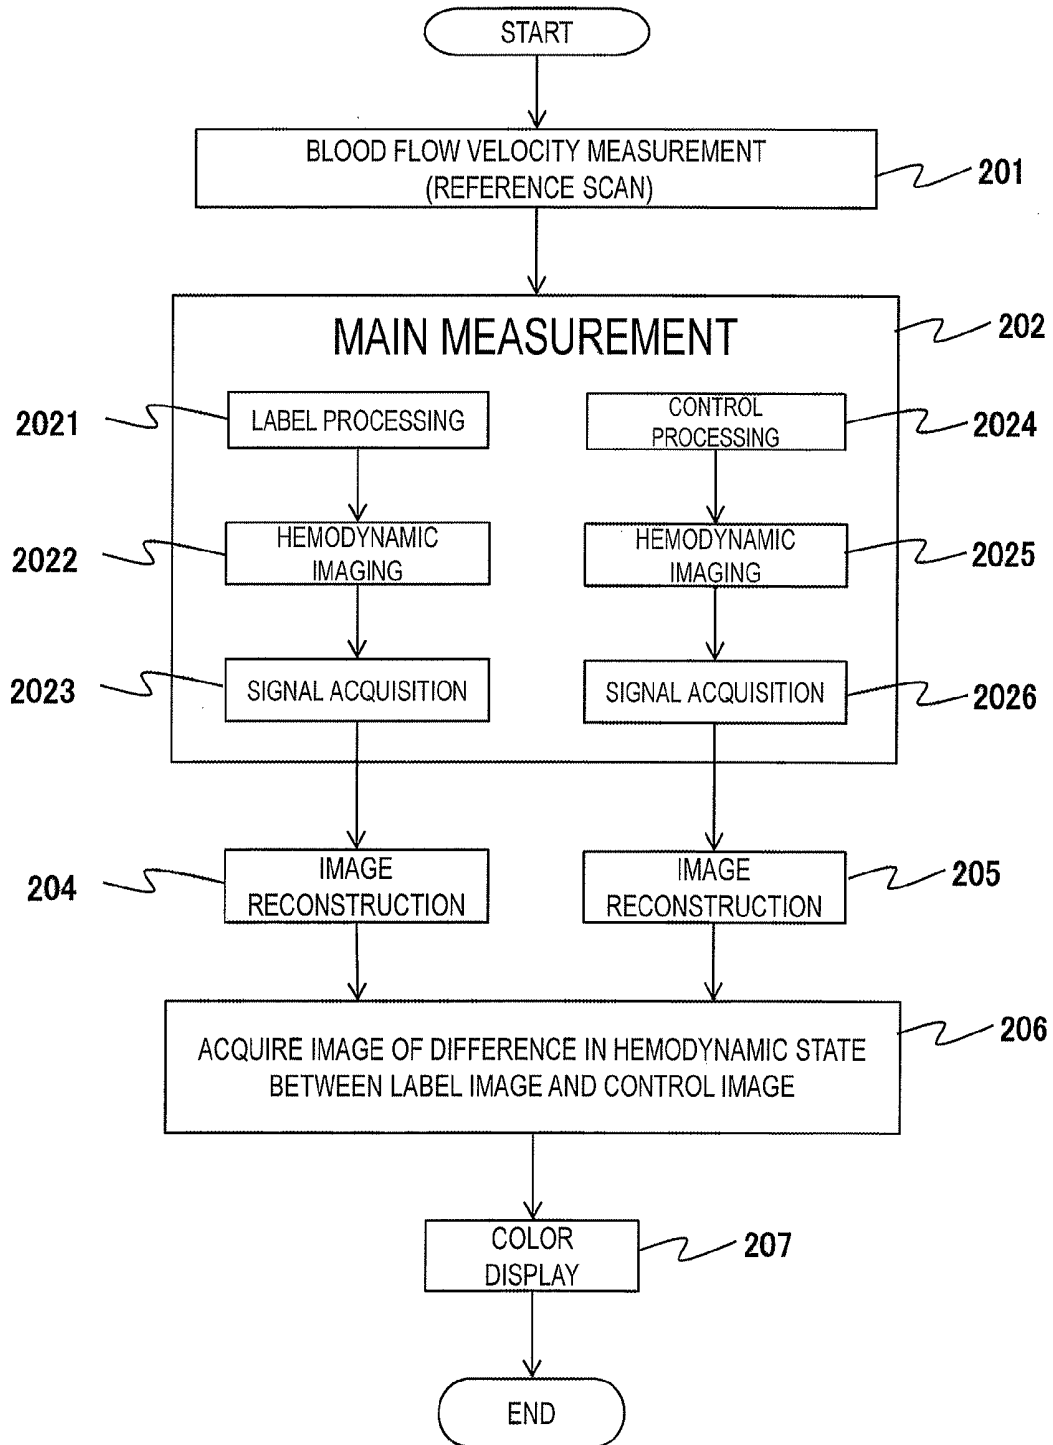 START
BLOOD FLOW VELOCITY MEASUREMENT
(REFERENCE SCAN)
201
MAIN MEASUREMENT
202
2021
LABEL PROCESSING
CONTROL
PROCESSING
2024
2022
HEMODYNAMIC
IMAGING
HEMODYNAMIC
IMAGING
2025
2023
SIGNAL ACQUISITION
SIGNAL ACQUISITION
2026
204
IMAGE
RECONSTRUCTION
IMAGE
RECONSTRUCTION
205
ACQUIRE IMAGE OF DIFFERENCE IN HEMODYNAMIC STATE
BETWEEN LABEL IMAGE AND CONTROL IMAGE
206
COLOR
DISPLAY
207
END